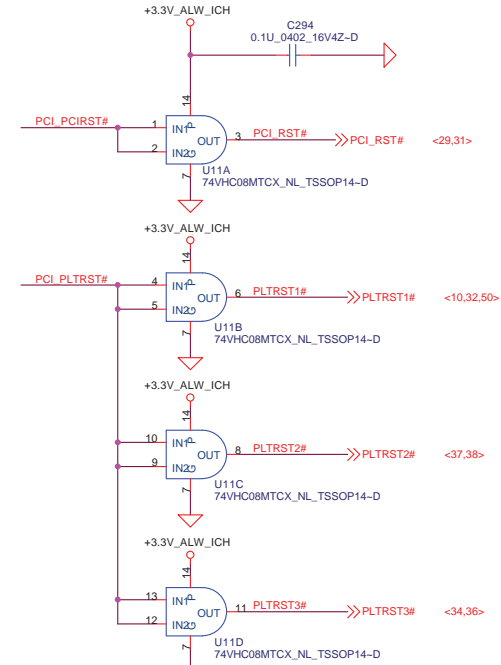 +3.3V_ALW_ICH
C294
0.1U_0402_16V4Z~D
14
PCI_PCIRST# 1 IN1 P
OUT 3 PCI_RST# PCI_RST# <29,31>
2 IN2 G
7 U11A
74VHC08MTCX_NL_TSSOP14~D
+3.3V_ALW_ICH
14
PCI_PLTRST# 4 IN1 P
OUT 6 PLTRST1# PLTRST1# <10,32,50>
5 IN2 G
7 U11B
74VHC08MTCX_NL_TSSOP14~D
+3.3V_ALW_ICH
14
10 IN1 P
OUT 8 PLTRST2# PLTRST2# <37,38>
9 IN2 G
7 U11C
74VHC08MTCX_NL_TSSOP14~D
+3.3V_ALW_ICH
14
13 IN1 P
OUT 11 PLTRST3# PLTRST3# <34,36>
12 IN2 G
7 U11D
74VHC08MTCX_NL_TSSOP14~D